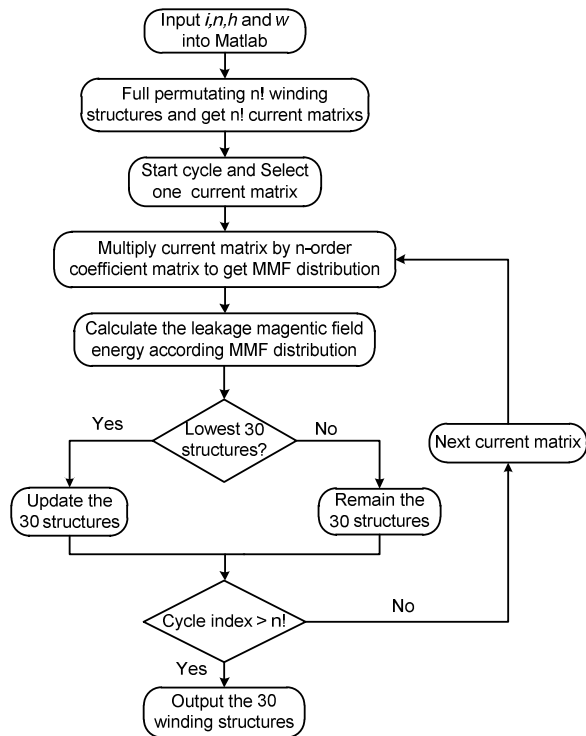 Input i,n,h and w
into Matlab
Full permutating n! winding
structures and get n! current matrixs
Start cycle and Select
one current matrix
Multiply current matrix by n-order
coefficient matrix to get MMF distribution
Calculate the leakage magentic field
energy according MMF distribution
Lowest 30
structures?
Yes
No
Next current matrix
Update the
30 structures
Remain the
30 structures
Cycle index > n!
No
Yes
Output the 30
winding structures